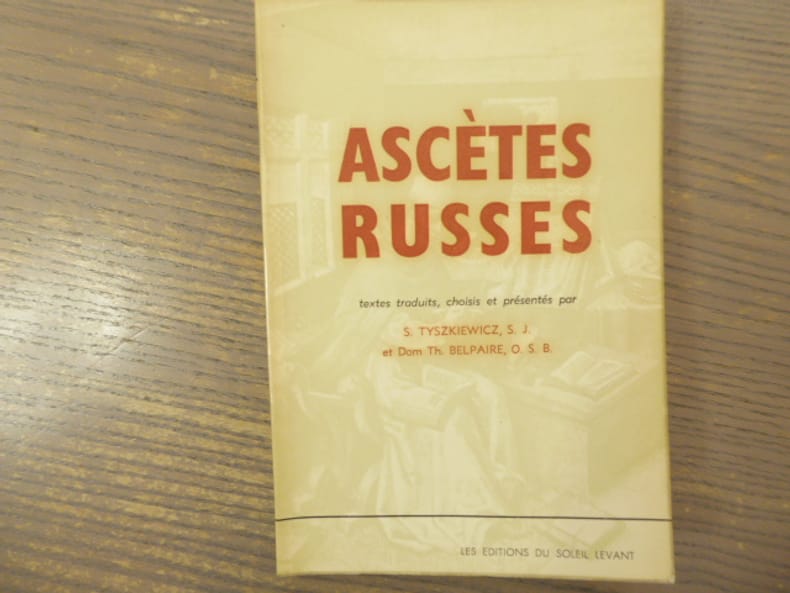 ASCÈTES
RUSSES
textes traduits, choisis et présentés par
S. TYSZKIEWICZ, S. J.
et Dom Th. BELPAIRE, O. S. B.
LES EDITIONS DU SOLEIL LEVANT